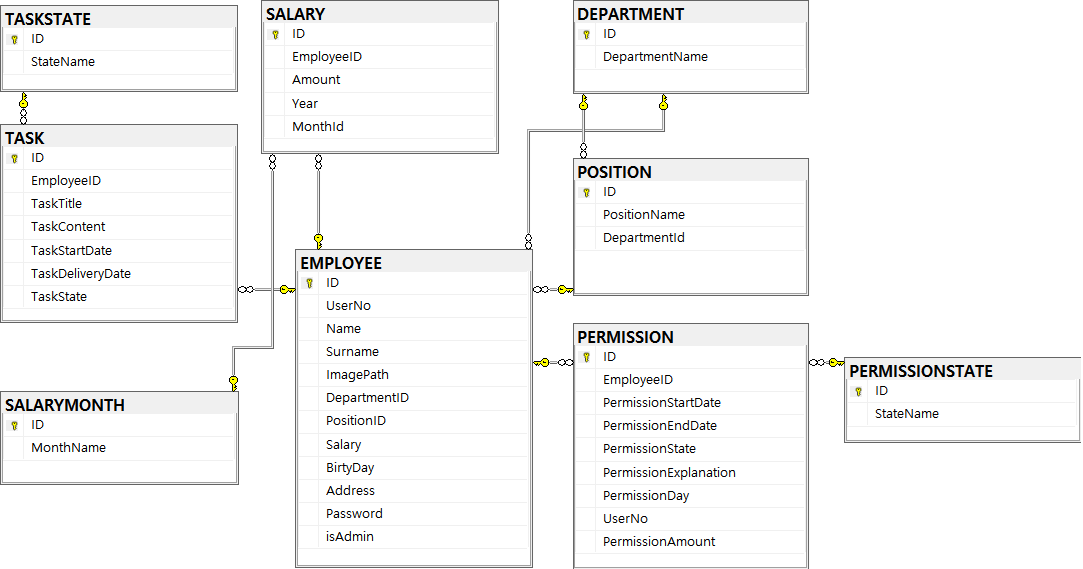 TASKSTATE
ID
StateName
SALARY
ID
EmployeeID
Amount
Year
MonthId
DEPARTMENT
ID
DepartmentName
TASK
ID
EmployeeID
TaskTitle
TaskContent
TaskStartDate
TaskDeliveryDate
TaskState
POSITION
ID
PositionName
DepartmentId
EMPLOYEE
ID
UserNo
Name
Surname
ImagePath
DepartmentID
PositionID
Salary
BirtyDay
Address
Password
isAdmin
PERMISSION
ID
EmployeeID
PermissionStartDate
PermissionEndDate
PermissionState
PermissionExplanation
PermissionDay
UserNo
PermissionAmount
PERMISSIONSTATE
ID
StateName
SALARYMONTH
ID
MonthName